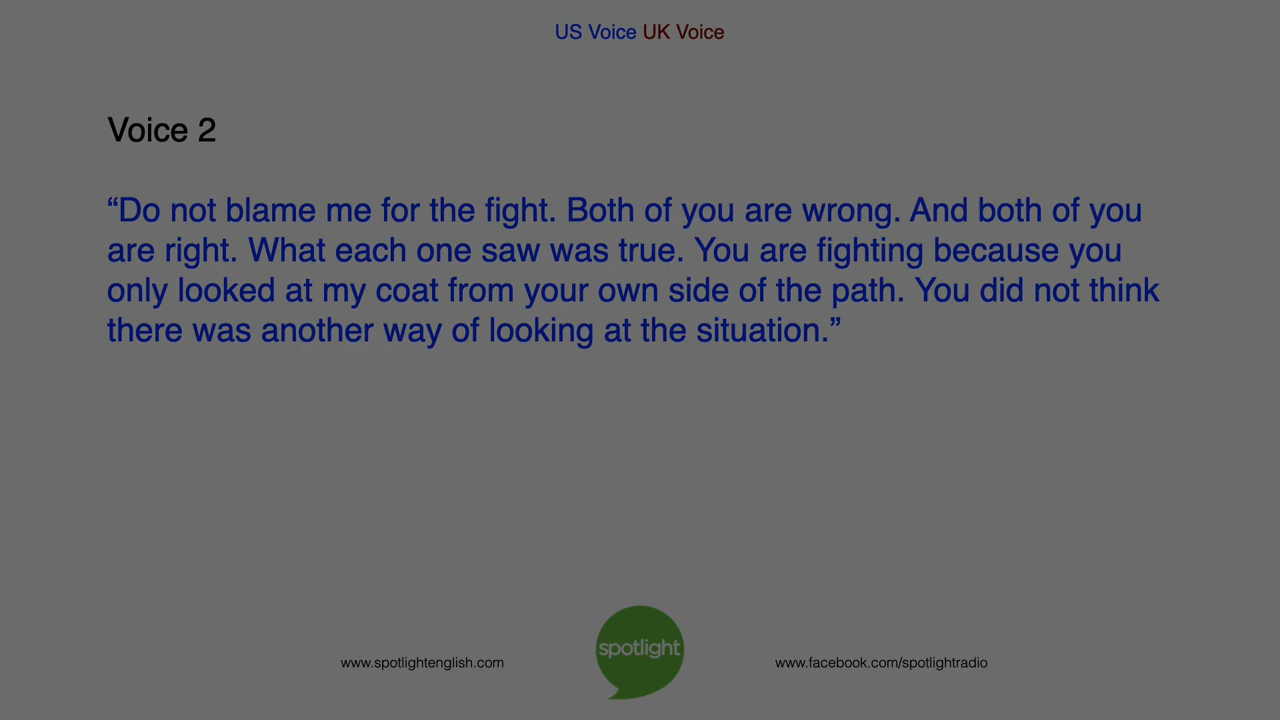 US Voice UK Voice
Voice 2
“Do not blame me for the fight. Both of you are wrong. And both of you
are right. What each one saw was true. You are fighting because you
only looked at my coat from your own side of the path. You did not think
there was another way of looking at the situation.”
spotlight
www.spotlightenglish.com
www.facebook.com/spotlightradio